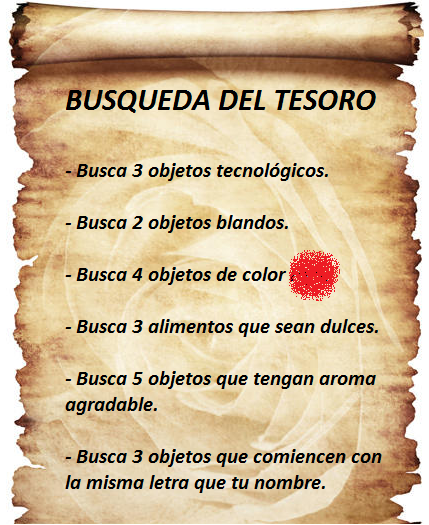 BUSQUEDA DEL TESORO
- Busca 3 objetos tecnológicos.
- Busca 2 objetos blandos.
- Busca 4 objetos de color
- Busca 3 alimentos que sean dulces.
- Busca 5 objetos que tengan aroma
agradable.
- Busca 3 objetos que comiencen con
la misma letra que tu nombre.